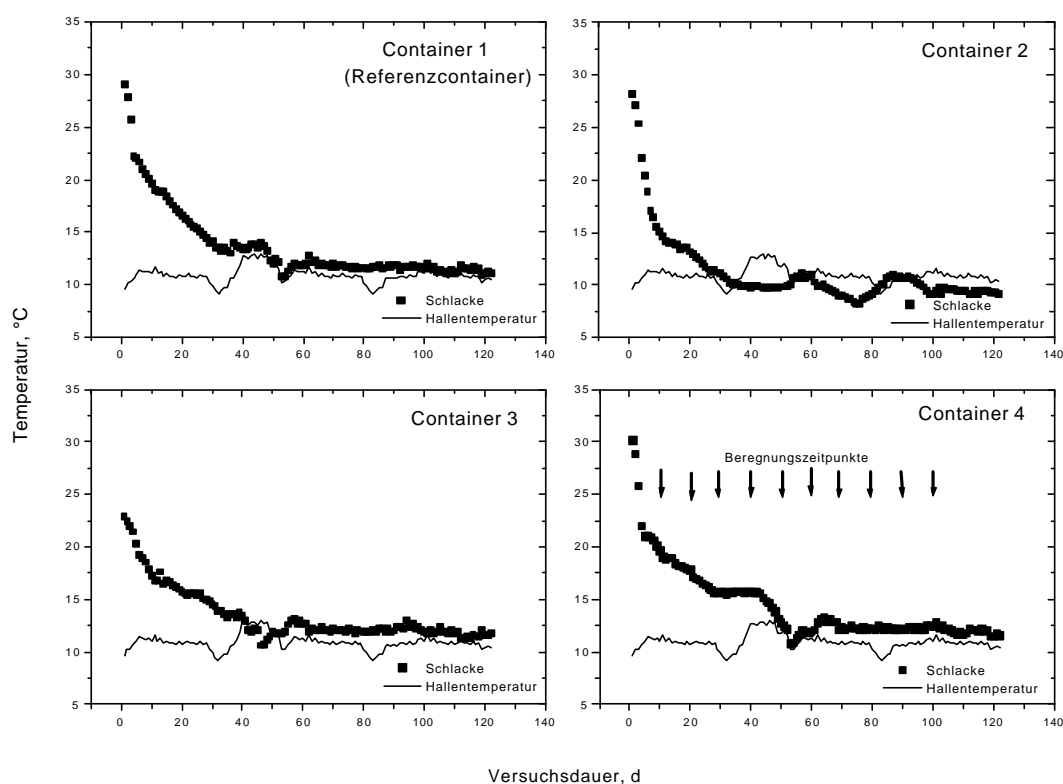 Temperatur, °C
35
30
25
20
15
10
5
Container 1
(Referenzcontainer)
Schlacke
Hallentemperatur
0 20 40 60 80 100 120 140
35
30
25
20
15
10
5
Container 2
Schlacke
Hallentemperatur
0 20 40 60 80 100 120 140
35
30
25
20
15
10
5
Container 3
Schlacke
Hallentemperatur
0 20 40 60 80 100 120 140
35
30
25
20
15
10
5
Container 4
Beregnungszeitpunkte
Schlacke
Hallentemperatur
0 20 40 60 80 100 120 140
Versuchsdauer, d